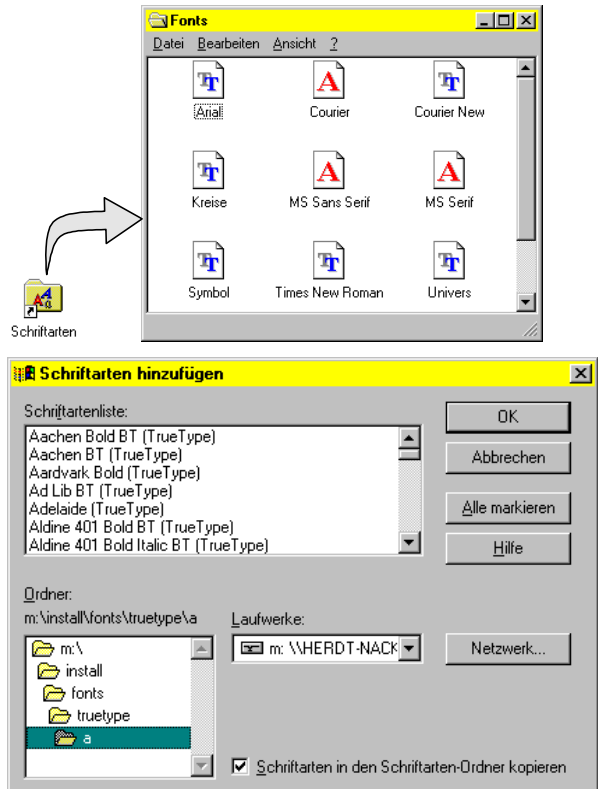 Fonts
Datei Bearbeiten Ansicht ?
Arial Courier Courier New
Kreise MS Sans Serif MS Serif
Symbol Times New Roman Univers
Schriftarten
Schriftarten hinzufügen
Schriftartenliste:
Aachen Bold BT (TrueType)
Aachen BT (TrueType)
Aardvark Bold (TrueType)
Ad Lib BT (TrueType)
Adelaide (TrueType)
Aldine 401 Bold BT (TrueType)
Aldine 401 Bold Italic BT (TrueType)
OK
Abbrechen
Alle markieren
Hilfe
Ordner:
m:\install\fonts\truetype\a
m:\
install
fonts
truetype
a
Laufwerke:
m: \\HERDT-NACK
Netzwerk...
Schriftarten in den Schriftarten-Ordner kopieren